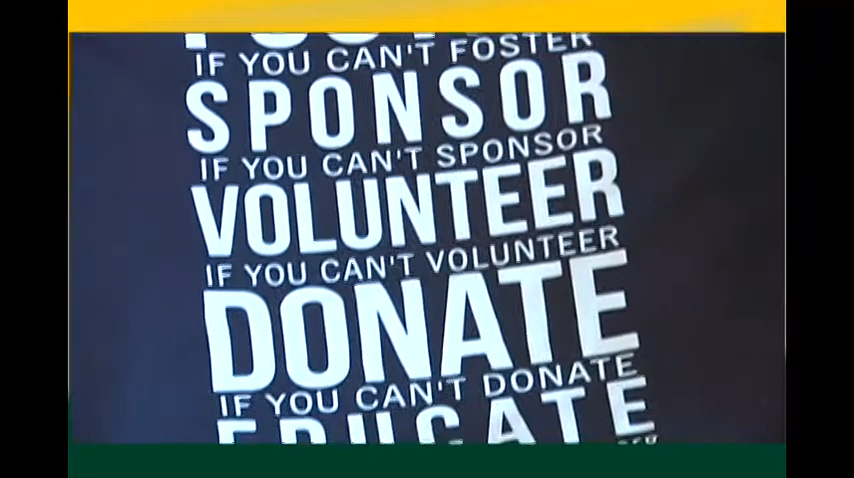 IF YOU CAN'T FOSTER
SPONSOR
IF YOU CAN'T SPONSOR
VOLUNTEER
IF YOU CAN'T VOLUNTEER
DONATE
IF YOU CAN'T DONATE
EDUCATE